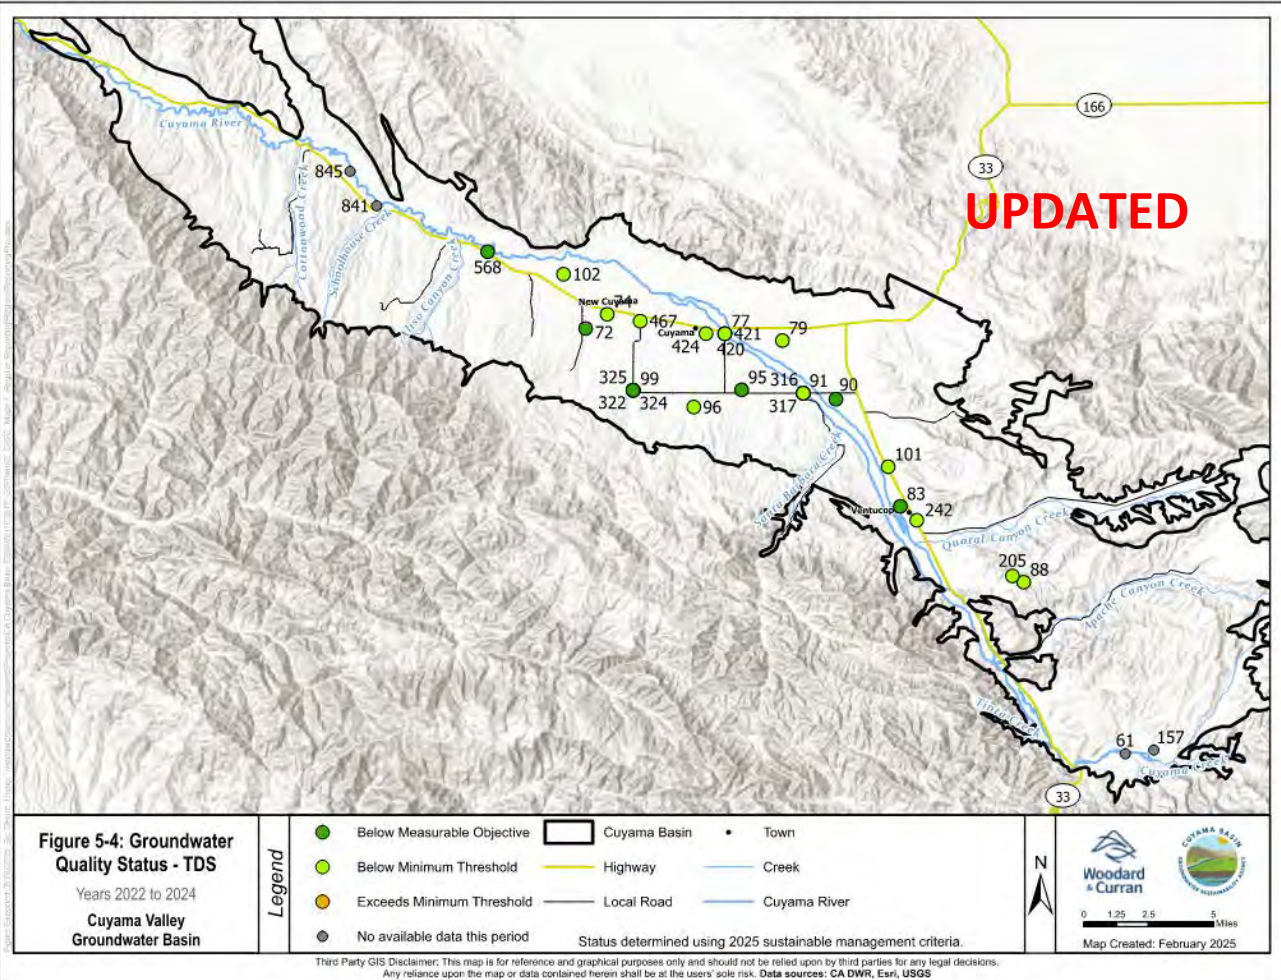 166
33
UPDATED
Cuyama River
845
841
Cottonwood Creek
Schoolhouse Creek
Aliso Canyon Creek
568
102
New Cuyama
74
467
72
Cuyama
424
77
421
420
79
325 99
322 324
95
316 91
317
90
96
Santa Barbara Creek
101
83
Ventucopa
242
Quatal Canyon Creek
205
88
Apache Canyon Creek
Tinta Creek
61
157
Cuyama Creek
33
Figure 5-4: Groundwater
Quality Status - TDS
Years 2022 to 2024
Cuyama Valley
Groundwater Basin
Legend
Below Measurable Objective
Below Minimum Threshold
Exceeds Minimum Threshold
No available data this period
Cuyama Basin
Highway
Local Road
Town
Creek
Cuyama River
Status determined using 2025 sustainable management criteria.
N
Woodard
& Curran
CUYAMA BASIN
GROUNDWATER SUSTAINABILITY AGENCY
0 1.25 2.5 5
Miles
Map Created: February 2025
Third Party GIS Disclaimer: This map is for reference and graphical purposes only and should not be relied upon by third parties for any legal decisions.
Any reliance upon the map or data contained herein shall be at the users' sole risk. Data sources: CA DWR, Esri, USGS